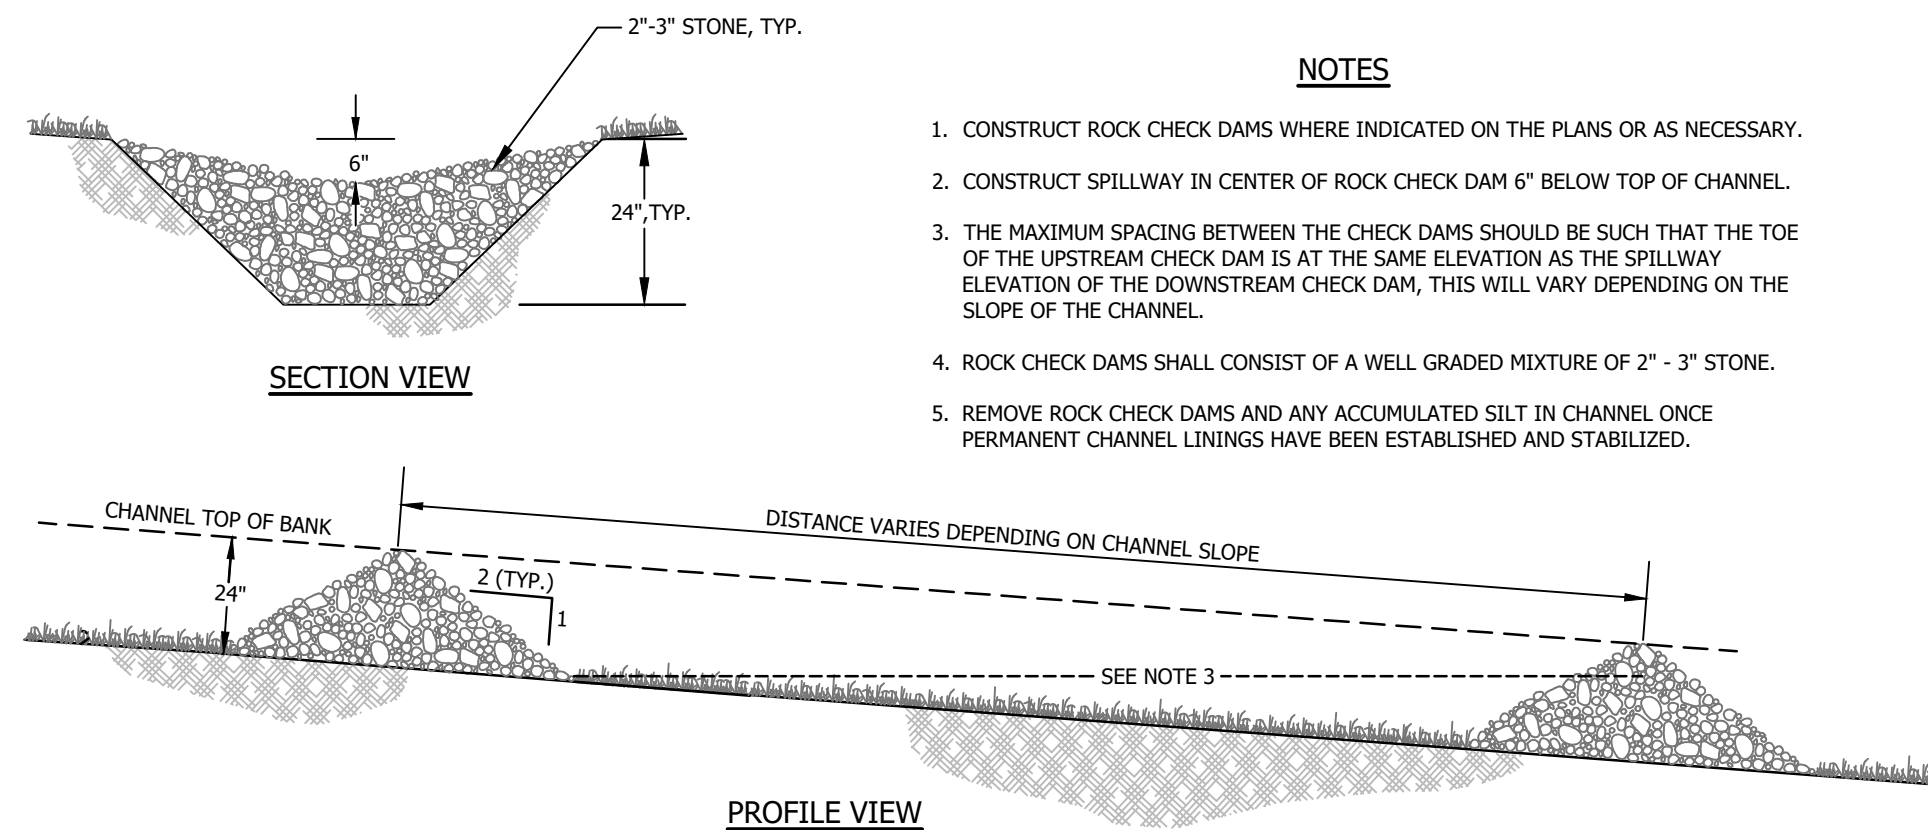 2"-3" STONE, TYP.
6"
24",TYP.
SECTION VIEW
NOTES
1. CONSTRUCT ROCK CHECK DAMS WHERE INDICATED ON THE PLANS OR AS NECESSARY.
2. CONSTRUCT SPILLWAY IN CENTER OF ROCK CHECK DAM 6" BELOW TOP OF CHANNEL.
3. THE MAXIMUM SPACING BETWEEN THE CHECK DAMS SHOULD BE SUCH THAT THE TOE
OF THE UPSTREAM CHECK DAM IS AT THE SAME ELEVATION AS THE SPILLWAY
ELEVATION OF THE DOWNSTREAM CHECK DAM, THIS WILL VARY DEPENDING ON THE
SLOPE OF THE CHANNEL.
4. ROCK CHECK DAMS SHALL CONSIST OF A WELL GRADED MIXTURE OF 2" - 3" STONE.
5. REMOVE ROCK CHECK DAMS AND ANY ACCUMULATED SILT IN CHANNEL ONCE
PERMANENT CHANNEL LININGS HAVE BEEN ESTABLISHED AND STABILIZED.
CHANNEL TOP OF BANK
DISTANCE VARIES DEPENDING ON CHANNEL SLOPE
24"
2 (TYP.)
1
SEE NOTE 3
PROFILE VIEW